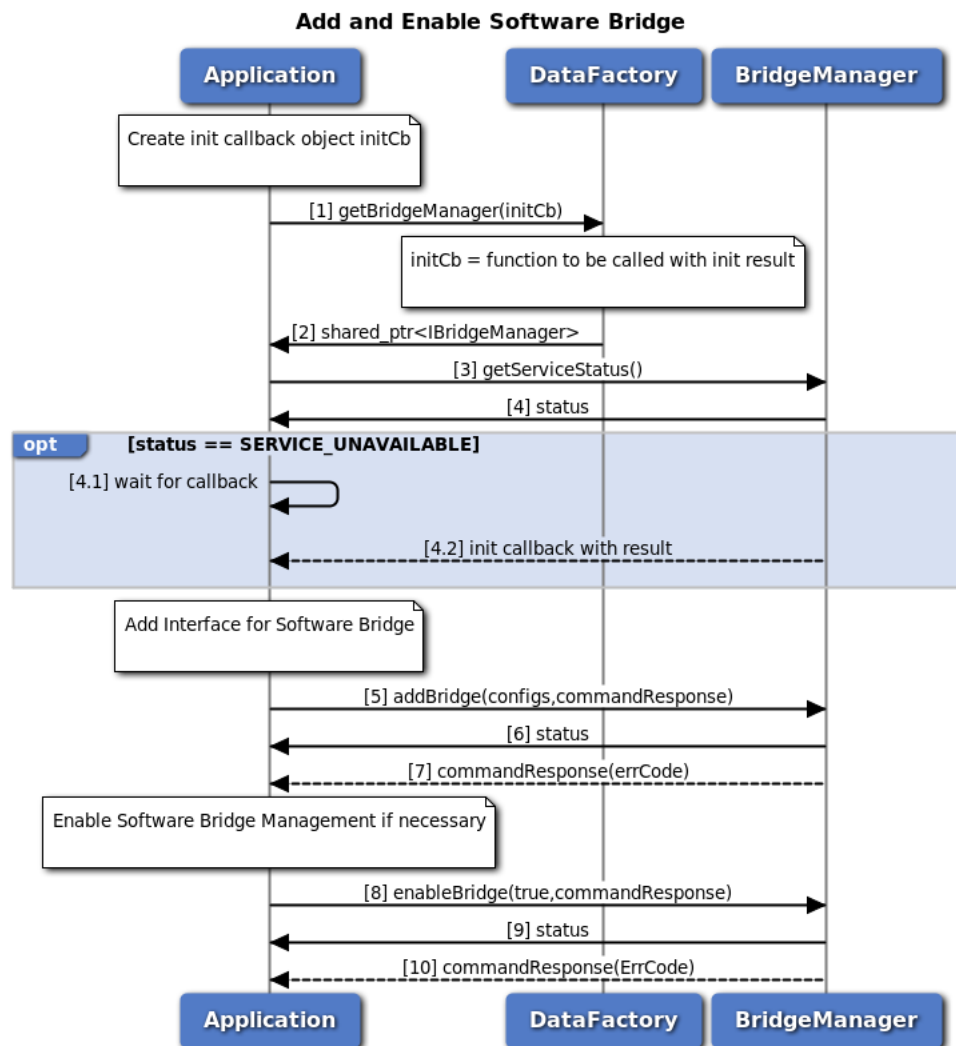 Add and Enable Software Bridge
Application
DataFactory
BridgeManager
Create init callback object initCb
[1] getBridgeManager(initCb)
initCb = function to be called with init result
[2] shared_ptr<IBridgeManager>
[3] getServiceStatus()
[4] status
opt
[status == SERVICE_UNAVAILABLE]
[4.1] wait for callback
[4.2] init callback with result
Add Interface for Software Bridge
[5] addBridge(configs,commandResponse)
[6] status
[7] commandResponse(errCode)
Enable Software Bridge Management if necessary
[8] enableBridge(true,commandResponse)
[9] status
[10] commandResponse(ErrCode)
Application
DataFactory
BridgeManager